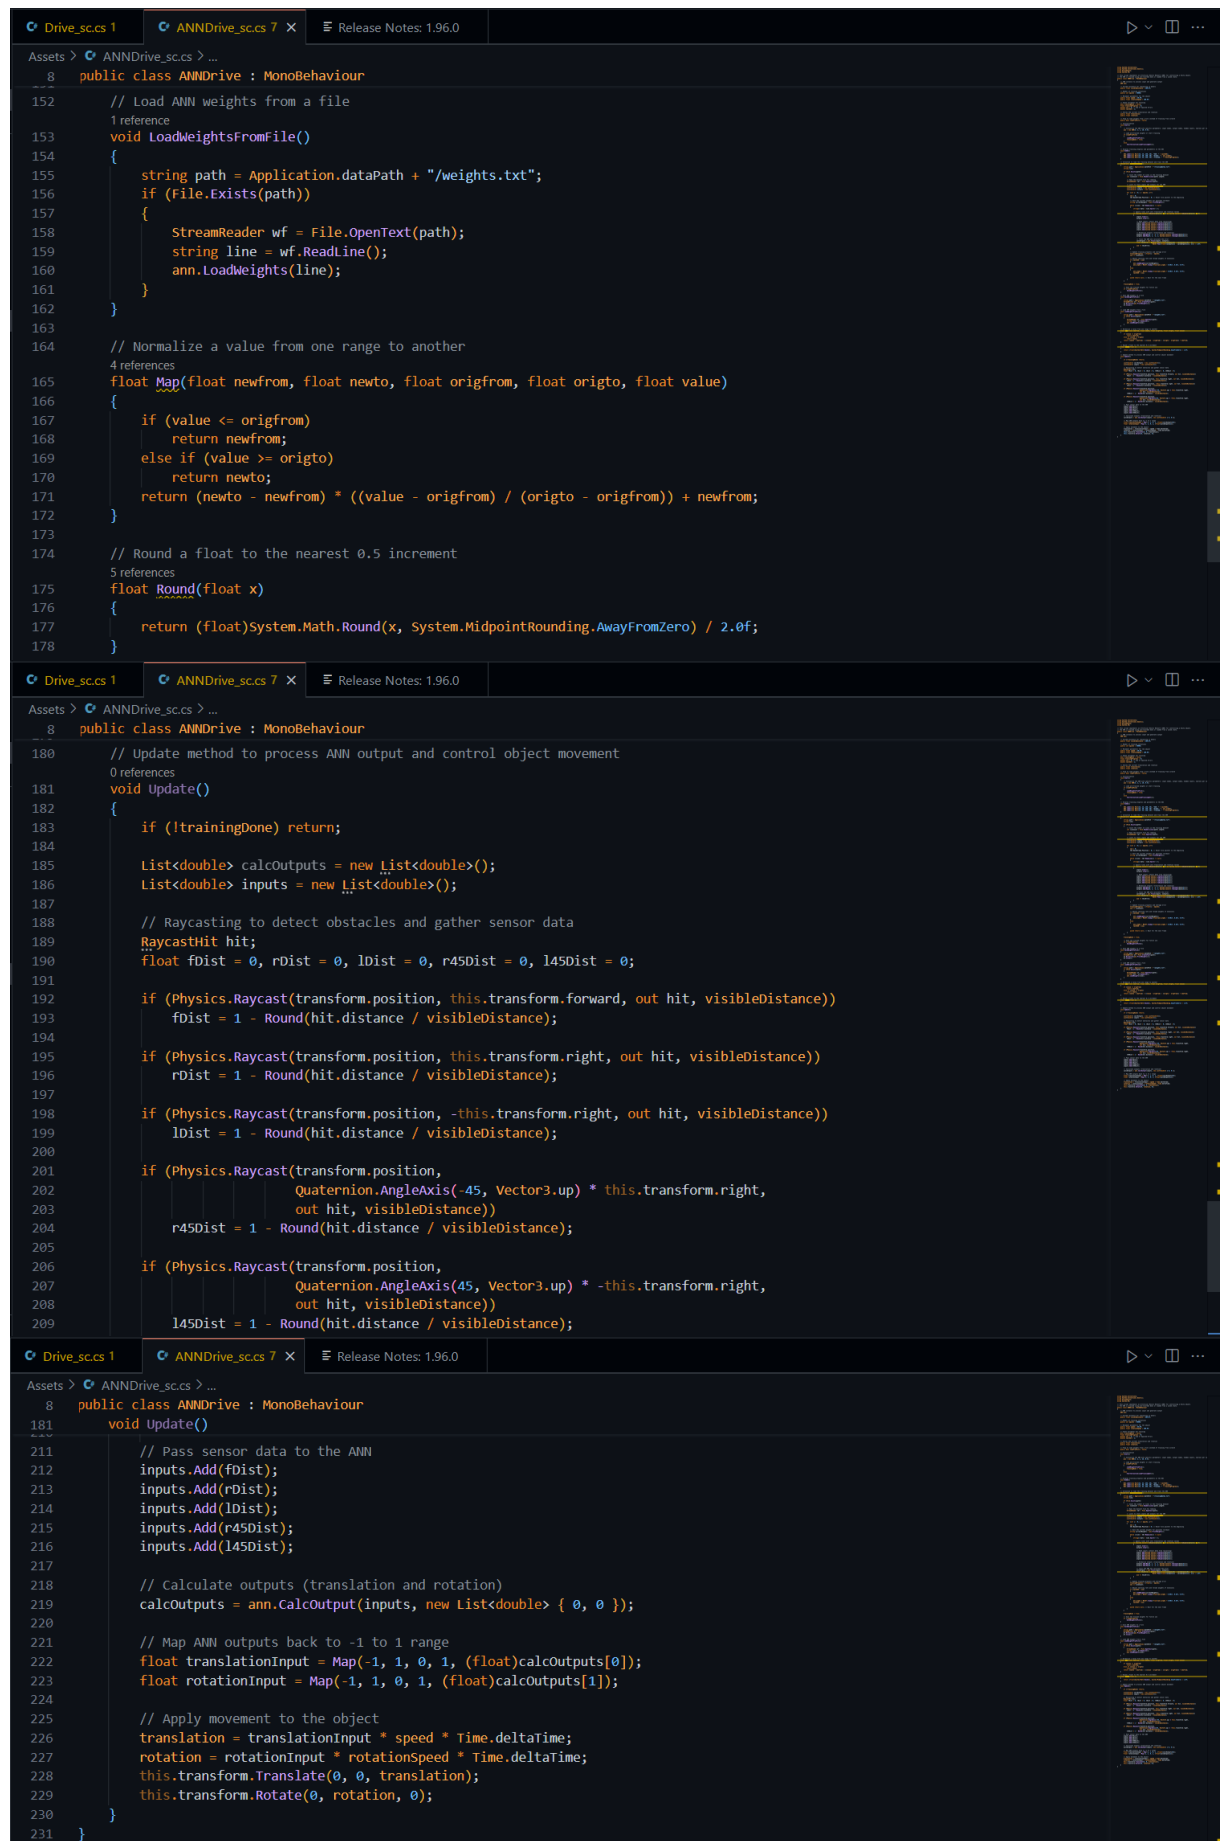 Drive_sc.cs 1 ANNDrive_sc.cs 7 Release Notes: 1.96.0
Assets > ANNDrive_sc.cs > ...
8 public class ANNDrive : MonoBehaviour
152 // Load ANN weights from a file
1 reference
153 void LoadWeightsFromFile()
154 {
155 string path = Application.dataPath + "/weights.txt";
156 if (File.Exists(path))
157 {
158 StreamReader wf = File.OpenText(path);
159 string line = wf.ReadLine();
160 ann.LoadWeights(line);
161 }
162 }
163
164 // Normalize a value from one range to another
4 references
165 float Map(float newfrom, float newto, float origfrom, float origto, float value)
166 {
167 if (value <= origfrom)
168 return newfrom;
169 else if (value >= origto)
170 return newto;
171 return (newto - newfrom) * ((value - origfrom) / (origto - origfrom)) + newfrom;
172 }
173
174 // Round a float to the nearest 0.5 increment
5 references
175 float Round(float x)
176 {
177 return (float)System.Math.Round(x, System.MidpointRounding.AwayFromZero) / 2.0f;
178 }
Drive_sc.cs 1 ANNDrive_sc.cs 7 Release Notes: 1.96.0
Assets > ANNDrive_sc.cs > ...
8 public class ANNDrive : MonoBehaviour
180 // Update method to process ANN output and control object movement
0 references
181 void Update()
182 {
183 if (!trainingDone) return;
184
185 List<double> calcOutputs = new List<double>();
186 List<double> inputs = new List<double>();
187
188 // Raycasting to detect obstacles and gather sensor data
189 RaycastHit hit;
190 float fDist = 0, rDist = 0, lDist = 0, r45Dist = 0, l45Dist = 0;
191
192 if (Physics.Raycast(transform.position, this.transform.forward, out hit, visibleDistance))
193 fDist = 1 - Round(hit.distance / visibleDistance);
194
195 if (Physics.Raycast(transform.position, this.transform.right, out hit, visibleDistance))
196 rDist = 1 - Round(hit.distance / visibleDistance);
197
198 if (Physics.Raycast(transform.position, -this.transform.right, out hit, visibleDistance))
199 lDist = 1 - Round(hit.distance / visibleDistance);
200
201 if (Physics.Raycast(transform.position,
202 Quaternion.AngleAxis(-45, Vector3.up) * this.transform.right,
203 out hit, visibleDistance))
204 r45Dist = 1 - Round(hit.distance / visibleDistance);
205
206 if (Physics.Raycast(transform.position,
207 Quaternion.AngleAxis(45, Vector3.up) * -this.transform.right,
208 out hit, visibleDistance))
209 l45Dist = 1 - Round(hit.distance / visibleDistance);
Drive_sc.cs 1 ANNDrive_sc.cs 7 Release Notes: 1.96.0
Assets > ANNDrive_sc.cs > ...
8 public class ANNDrive : MonoBehaviour
181 void Update()
211 // Pass sensor data to the ANN
212 inputs.Add(fDist);
213 inputs.Add(rDist);
214 inputs.Add(lDist);
215 inputs.Add(r45Dist);
216 inputs.Add(l45Dist);
217
218 // Calculate outputs (translation and rotation)
219 calcOutputs = ann.CalcOutput(inputs, new List<double> { 0, 0 });
220
221 // Map ANN outputs back to -1 to 1 range
222 float translationInput = Map(-1, 1, 0, 1, (float)calcOutputs[0]);
223 float rotationInput = Map(-1, 1, 0, 1, (float)calcOutputs[1]);
224
225 // Apply movement to the object
226 translation = translationInput * speed * Time.deltaTime;
227 rotation = rotationInput * rotationSpeed * Time.deltaTime;
228 this.transform.Translate(0, 0, translation);
229 this.transform.Rotate(0, rotation, 0);
230 }
231 }